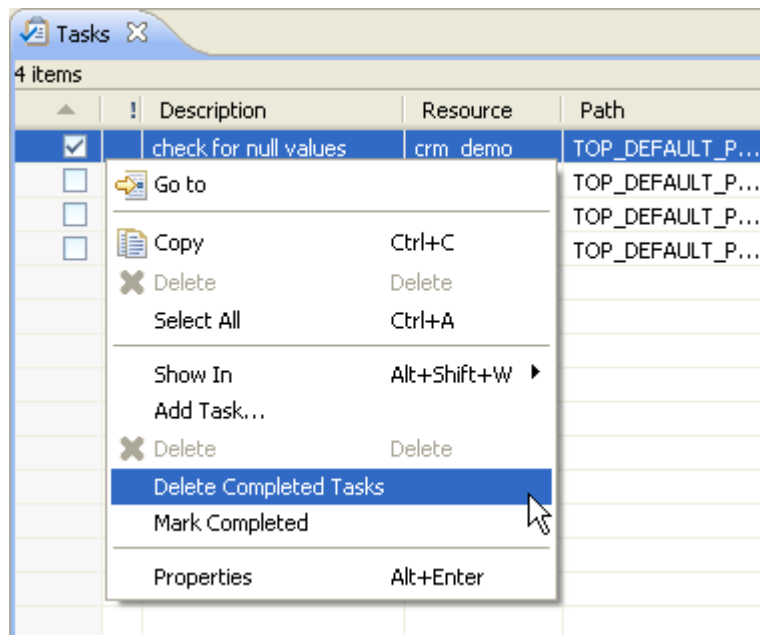 Tasks
4 items
! Description Resource Path
check for null values crm_demo TOP_DEFAULT_P...
Go to TOP_DEFAULT_P...
TOP_DEFAULT_P...
Copy Ctrl+C TOP_DEFAULT_P...
Delete Delete
Select All Ctrl+A
Show In Alt+Shift+W
Add Task...
Delete Delete
Delete Completed Tasks
Mark Completed
Properties Alt+Enter